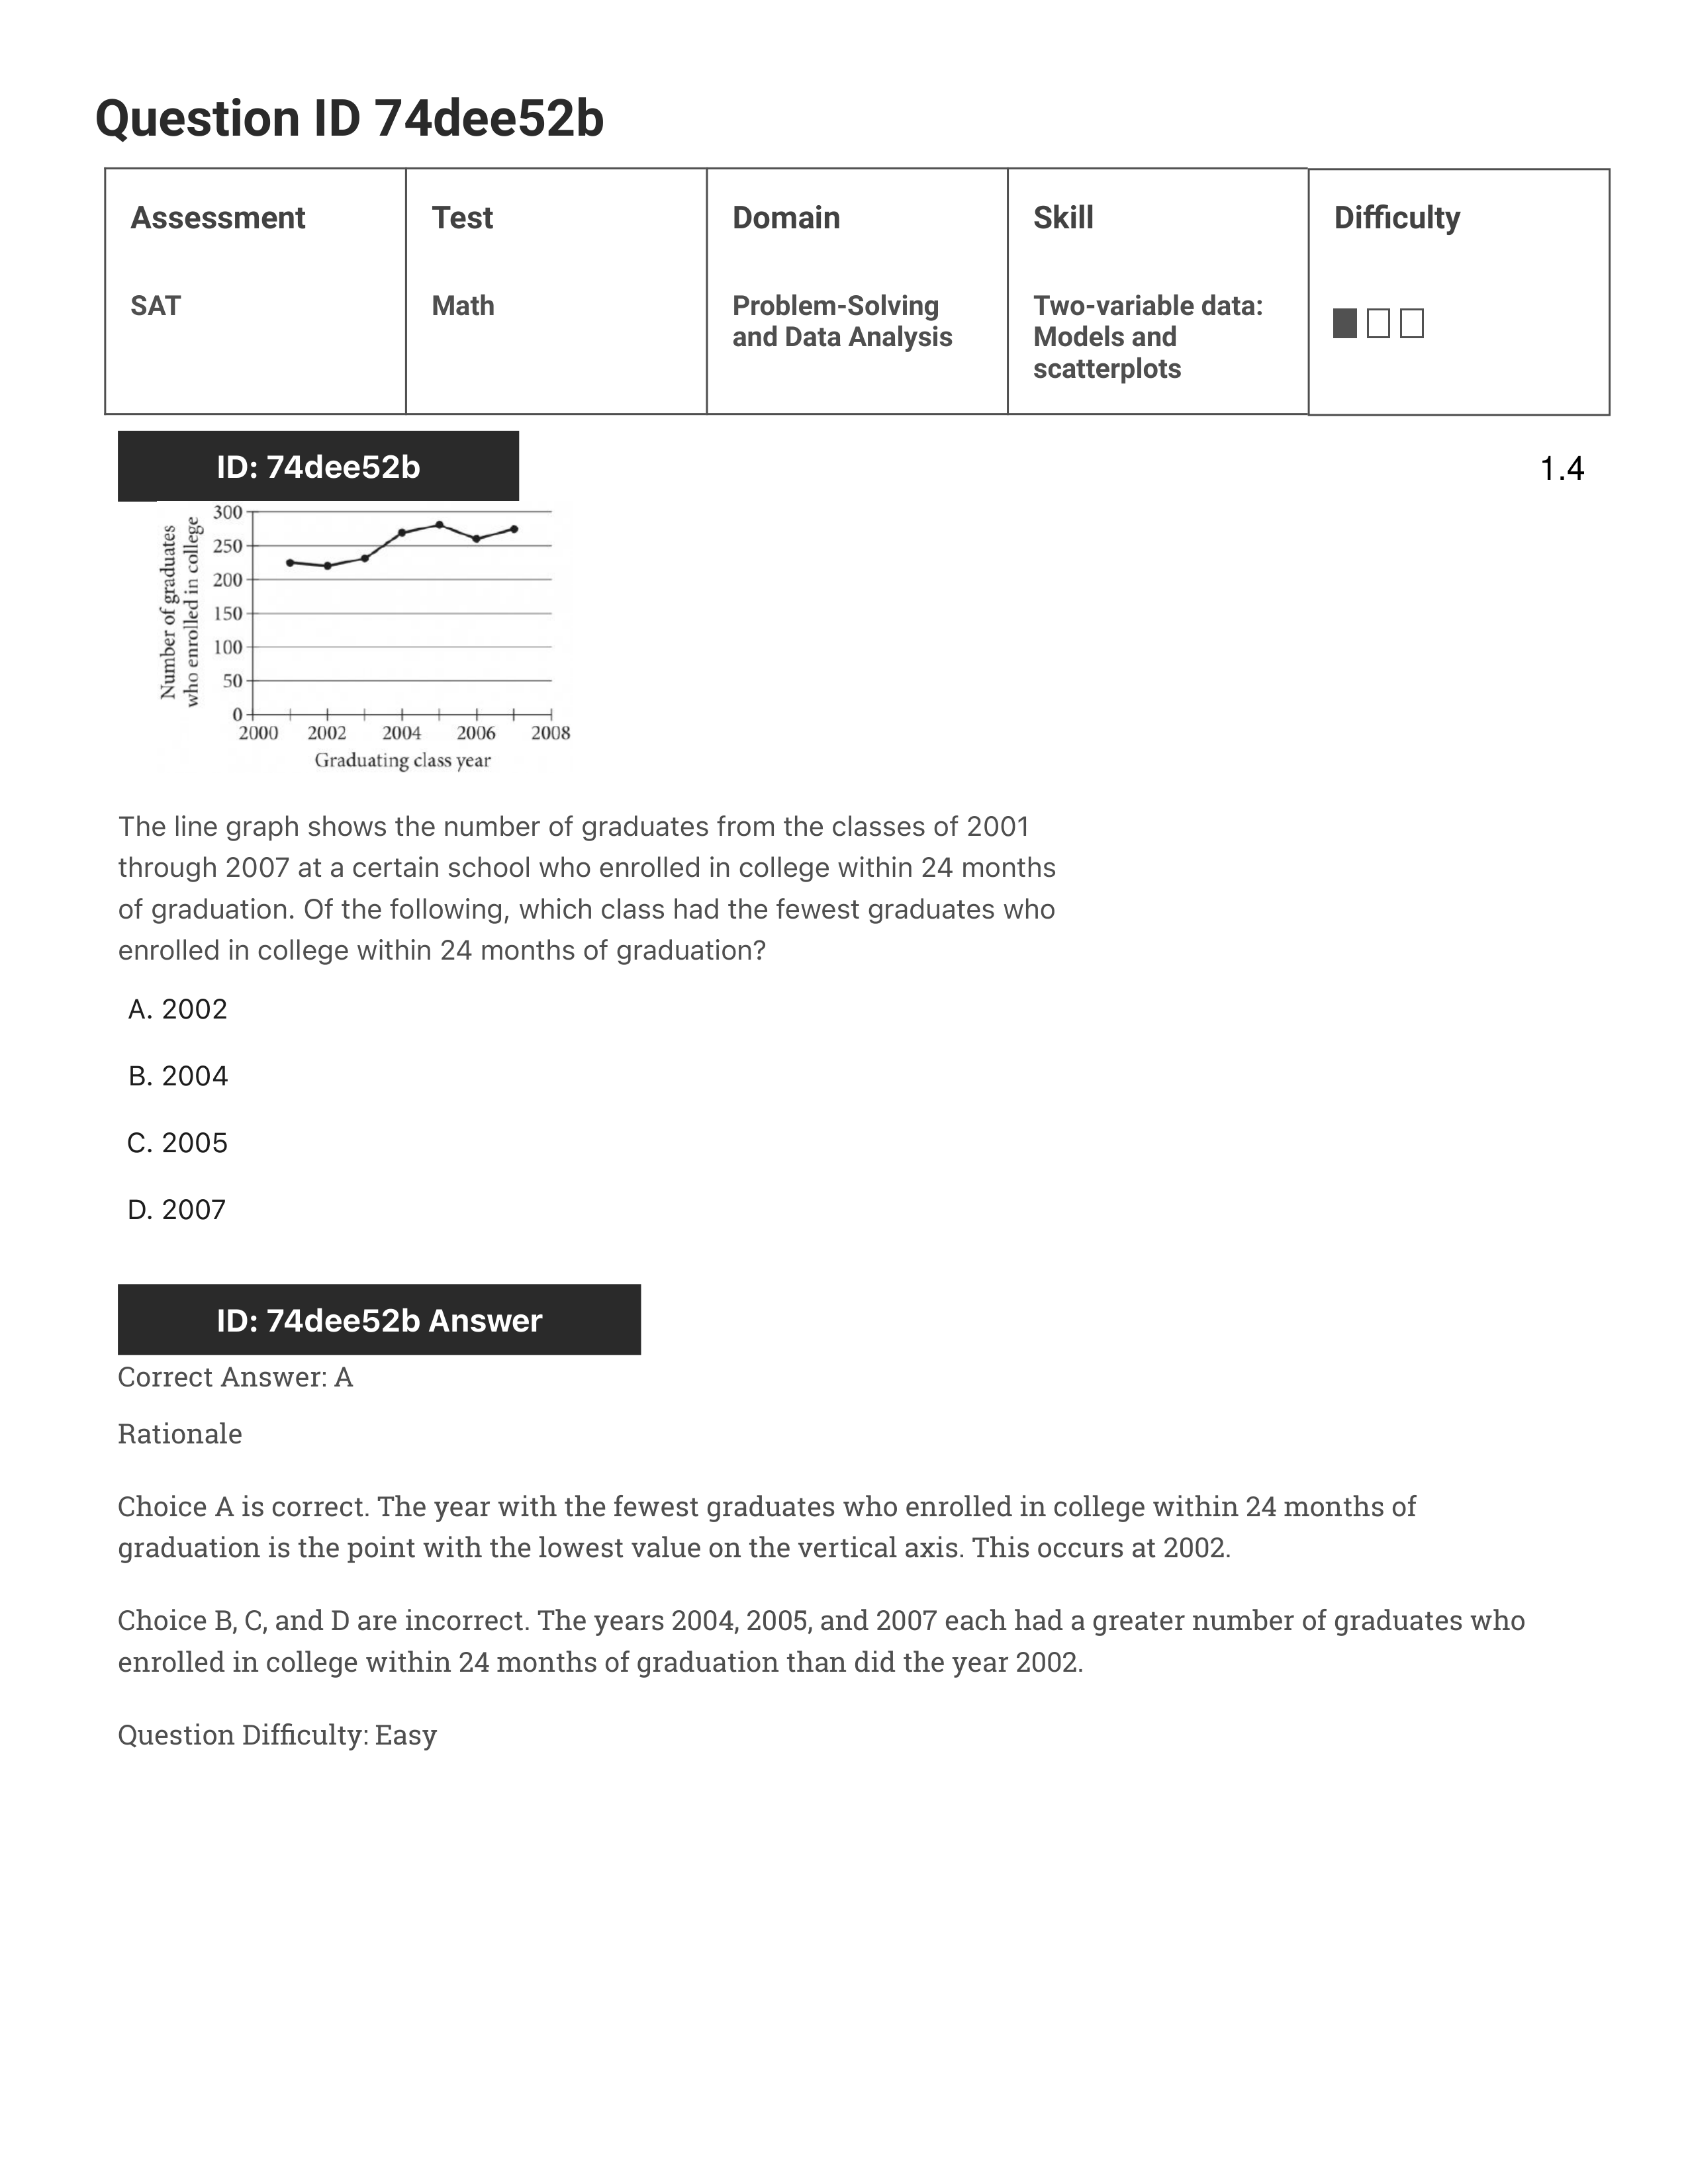 Question ID 74dee52b
Assessment
Test
Domain
Skill
Difficulty
SAT
Math
Problem-Solving
and Data Analysis
Two-variable data:
Models and
scatterplots
ID: 74dee52b
1.4
Number of graduates
who enrolled in college
300
250
200
150
100
50
0
2000 2002 2004 2006 2008
Graduating class year
The line graph shows the number of graduates from the classes of 2001
through 2007 at a certain school who enrolled in college within 24 months
of graduation. Of the following, which class had the fewest graduates who
enrolled in college within 24 months of graduation?
A. 2002
B. 2004
C. 2005
D. 2007
ID: 74dee52b Answer
Correct Answer: A
Rationale
Choice A is correct. The year with the fewest graduates who enrolled in college within 24 months of
graduation is the point with the lowest value on the vertical axis. This occurs at 2002.
Choice B, C, and D are incorrect. The years 2004, 2005, and 2007 each had a greater number of graduates who
enrolled in college within 24 months of graduation than did the year 2002.
Question Difficulty: Easy